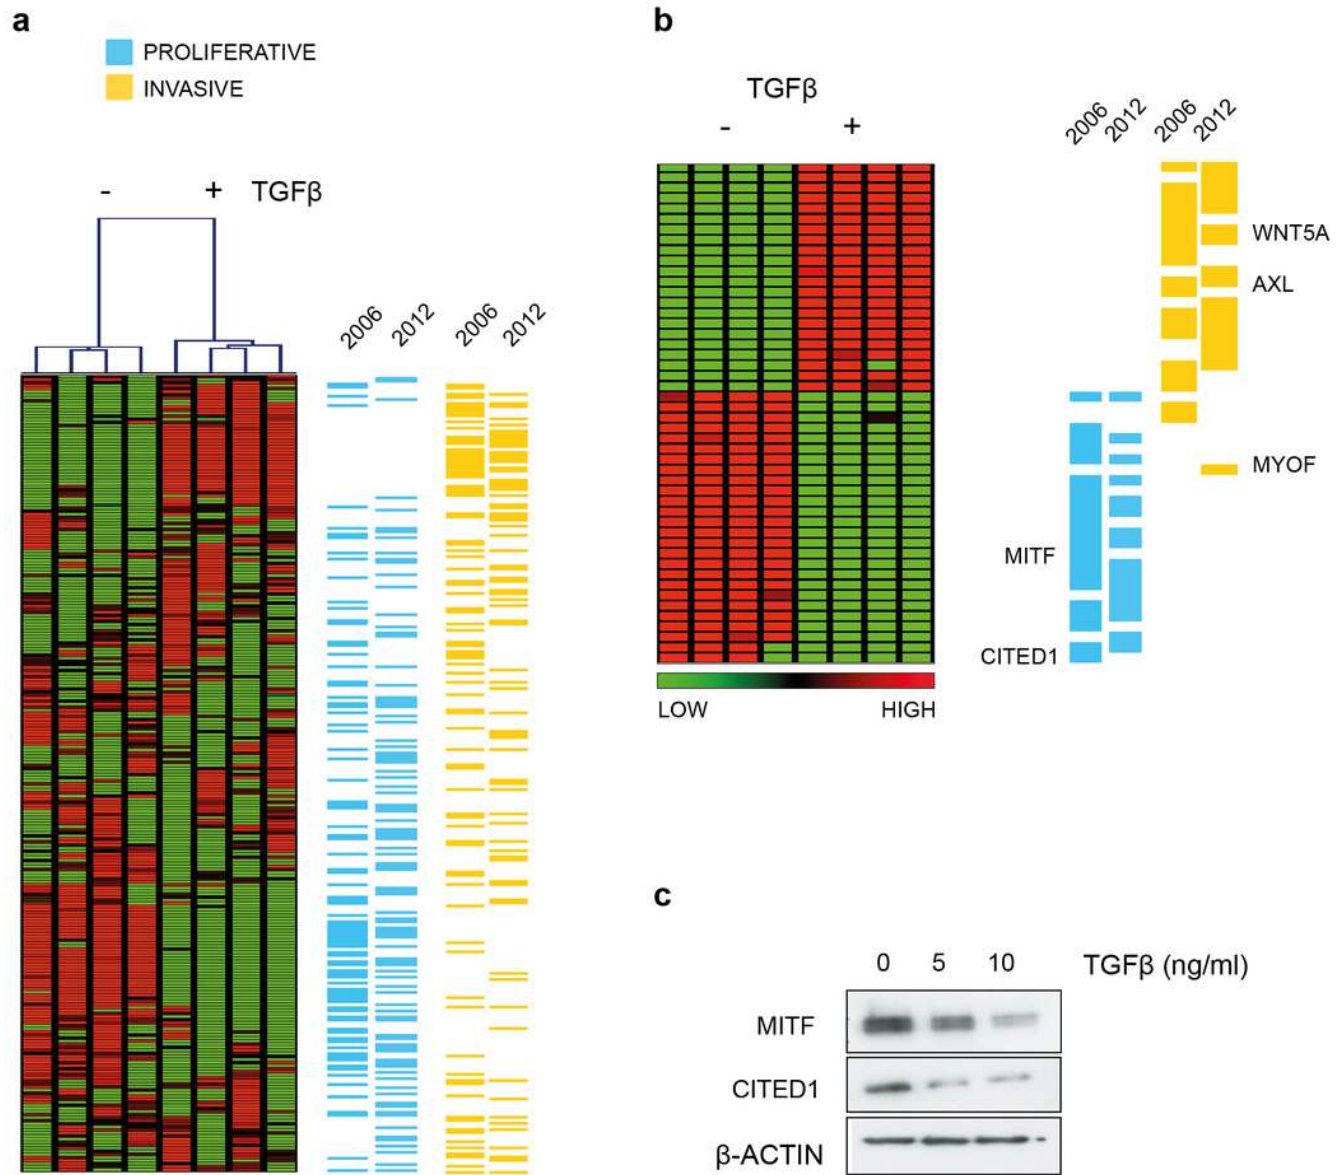 a
PROLIFERATIVE
INVASIVE
- + TGFβ
2006 2012 2006 2012
b
TGFβ
- +
2006 2012 2006 2012
WNT5A
AXL
MYOF
MITF
CITED1
LOW HIGH
c
0 5 10 TGFβ (ng/ml)
MITF
CITED1
β-ACTIN